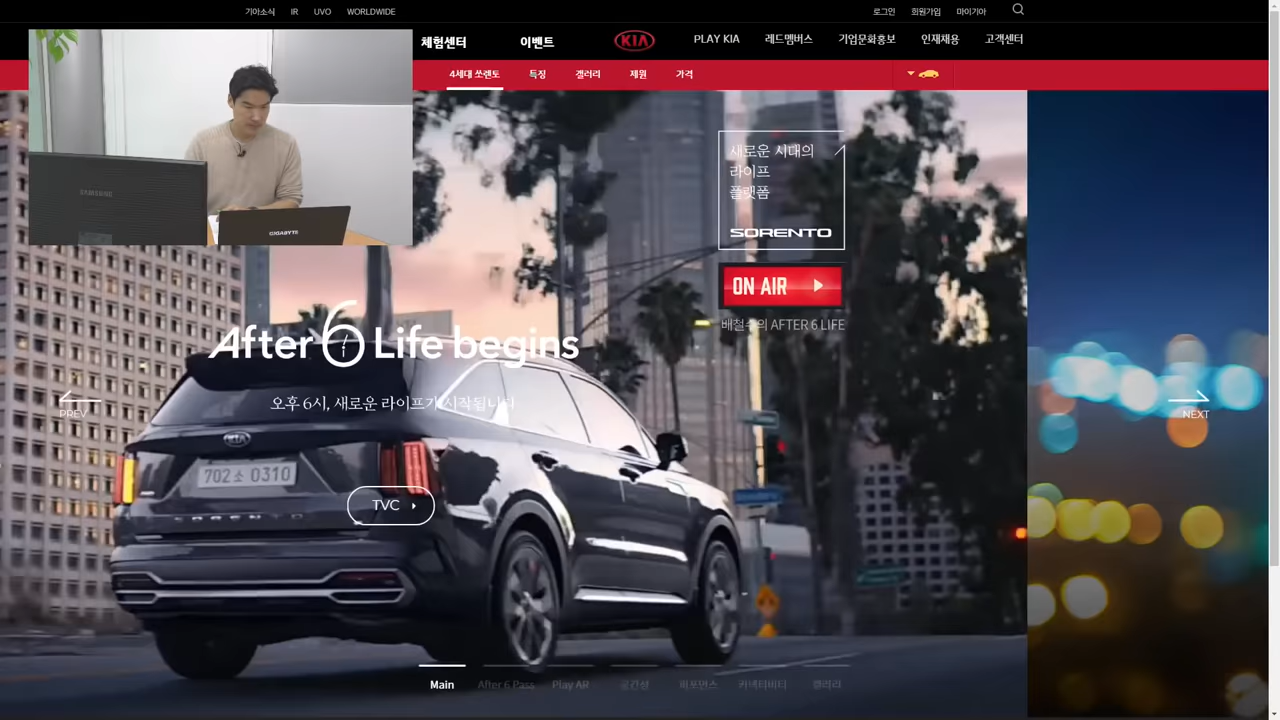 기아소식 IR UVO WORLDWIDE 로그인 회원가입 마이기아
체험센터 이벤트 KIA PLAY KIA 레드멤버스 기업문화홍보 인재채용 고객센터
4세대 쏘렌토 특징 갤러리 제원 가격
SAMSUNG
GIGABYTE
새로운 시대의
라이프
플랫폼
SORENTO
ON AIR
배철수의 AFTER 6 LIFE
After 6 Life begins
오후 6시, 새로운 라이프가 시작됩니다
PREV
NEXT
KIA
702소 0310
TVC
SORENTO
Main After 6 Pass Play AR 공간성 퍼포먼스 커넥티비티 갤러리